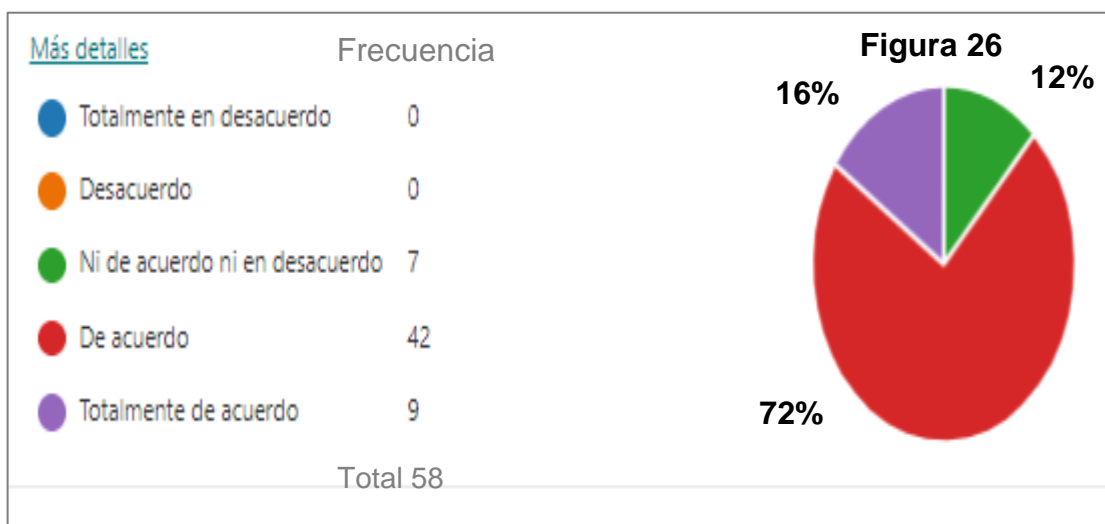 Más detalles Frecuencia
Totalmente en desacuerdo 0
Desacuerdo 0
Ni de acuerdo ni en desacuerdo 7
De acuerdo 42
Totalmente de acuerdo 9
Total 58
Figura 26
16%
12%
72%